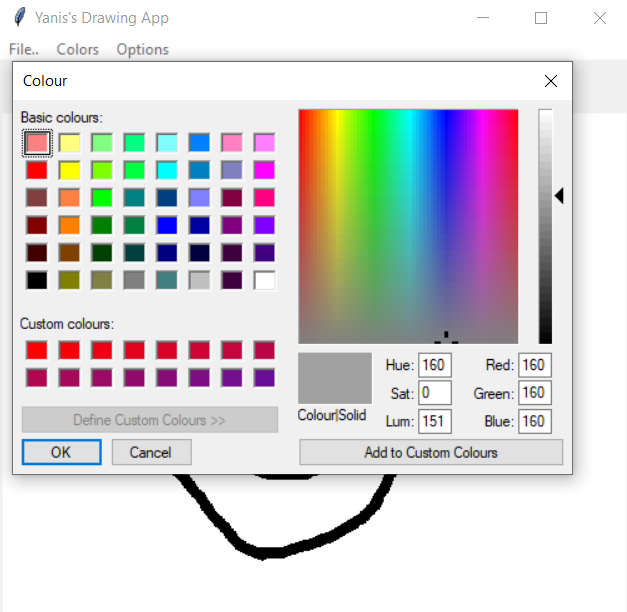 Yanis's Drawing App
File.. Colors Options
Colour
Basic colours:
Custom colours:
Define Custom Colours >>
OK Cancel
Colour|Solid
Hue: 160 Red: 160
Sat: 0 Green: 160
Lum: 151 Blue: 160
Add to Custom Colours